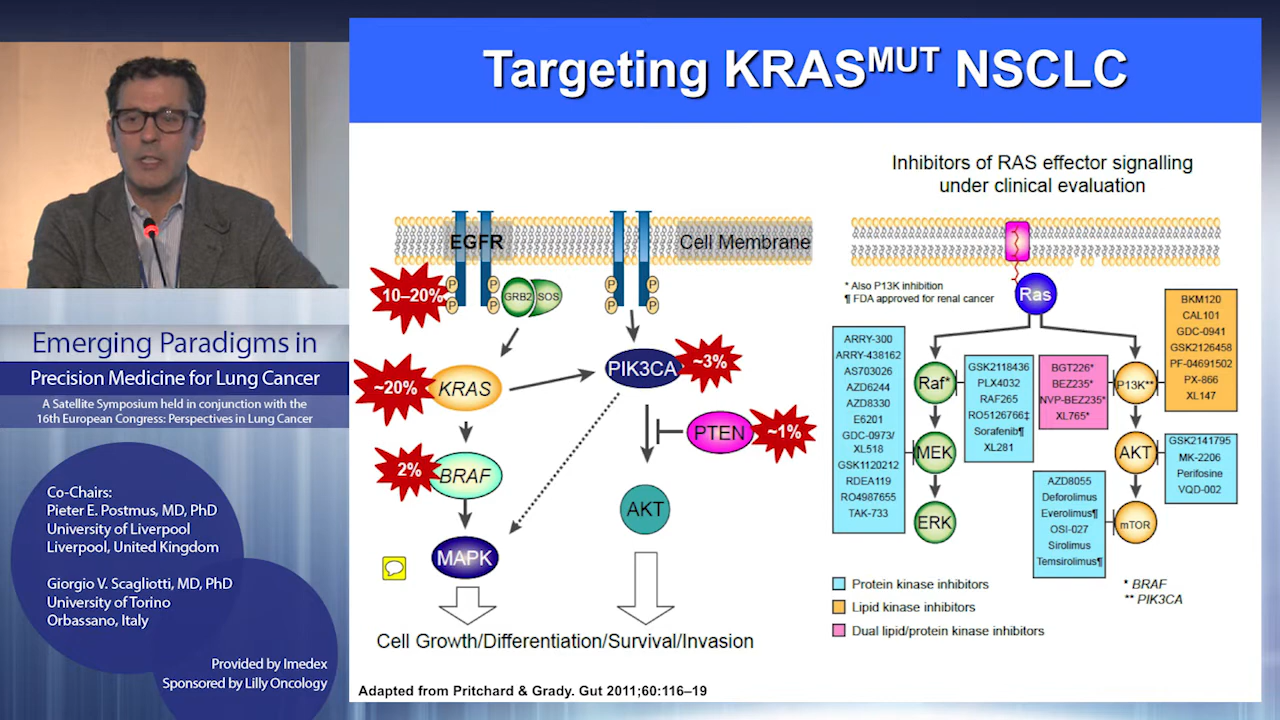 Targeting KRASMUT NSCLC
Inhibitors of RAS effector signalling
under clinical evaluation
EGFR
Cell Membrane
P
P
P
P
P
P
P
P
10–20%
GRB2
SOS
~20%
KRAS
PIK3CA
~3%
PTEN
~1%
2%
BRAF
AKT
MAPK
Cell Growth/Differentiation/Survival/Invasion
* Also P13K inhibition
¶ FDA approved for renal cancer
Ras
ARRY-300
ARRY-438162
AS703026
AZD6244
AZD8330
E6201
GDC-0973/
XL518
GSK1120212
RDEA119
RO4987655
TAK-733
Raf*
MEK
ERK
GSK2118436
PLX4032
RAF265
RO5126766‡
Sorafenib¶
XL281
BGT226*
BEZ235*
NVP-BEZ235*
XL765*
P13K**
AKT
mTOR
BKM120
CAL101
GDC-0941
GSK2126458
PF-04691502
PX-866
XL147
GSK2141795
MK-2206
Perifosine
VQD-002
AZD8055
Deforolimus
Everolimus¶
OSI-027
Sirolimus
Temsirolimus¶
Protein kinase inhibitors
Lipid kinase inhibitors
Dual lipid/protein kinase inhibitors
* BRAF
** PIK3CA
Adapted from Pritchard & Grady. Gut 2011;60:116–19
Emerging Paradigms in
Precision Medicine for Lung Cancer
A Satellite Symposium held in conjunction with the
16th European Congress: Perspectives in Lung Cancer
Co-Chairs:
Pieter E. Postmus, MD, PhD
University of Liverpool
Liverpool, United Kingdom
Giorgio V. Scagliotti, MD, PhD
University of Torino
Orbassano, Italy
Provided by Imedex
Sponsored by Lilly Oncology